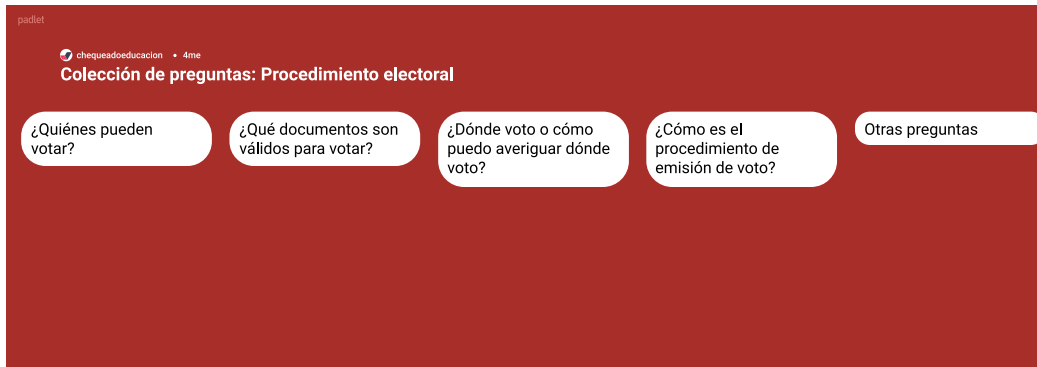 padlet
chequeadoeducacion • 4me
Colección de preguntas: Procedimiento electoral
¿Quiénes pueden
votar?
¿Qué documentos son
válidos para votar?
¿Dónde voto o cómo
puedo averiguar dónde
voto?
¿Cómo es el
procedimiento de
emisión de voto?
Otras preguntas